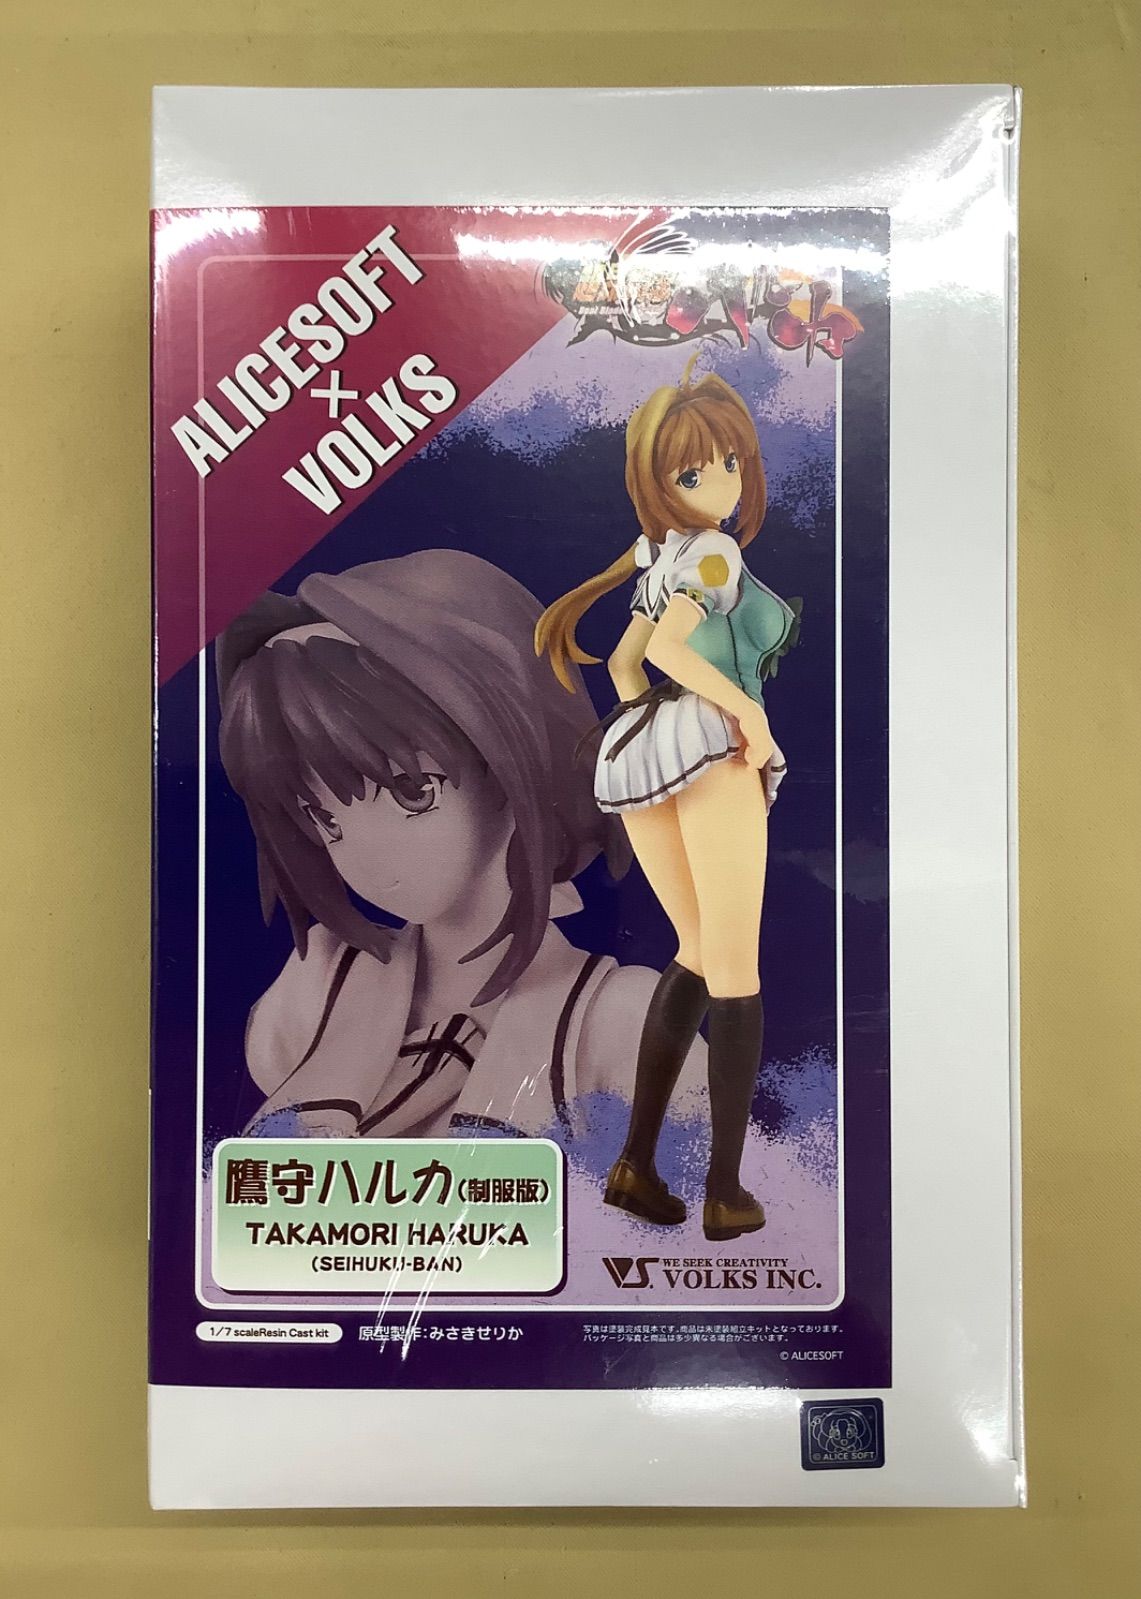 ALICESOFT
×
VOLKS
鷹守ハルカ(制服版)
TAKAMORI HARUKA
(SEIHUKU-BAN)
VS.
WE SEEK CREATIVITY
VOLKS INC.
1/7 scaleResin Cast kit
原型製作:みさきせりか
写真は塗装完成見本です。商品は未塗装組立キットとなっております。
パッケージ写真と商品は多少異なる場合がございます。
© ALICESOFT
© ALICE SOFT